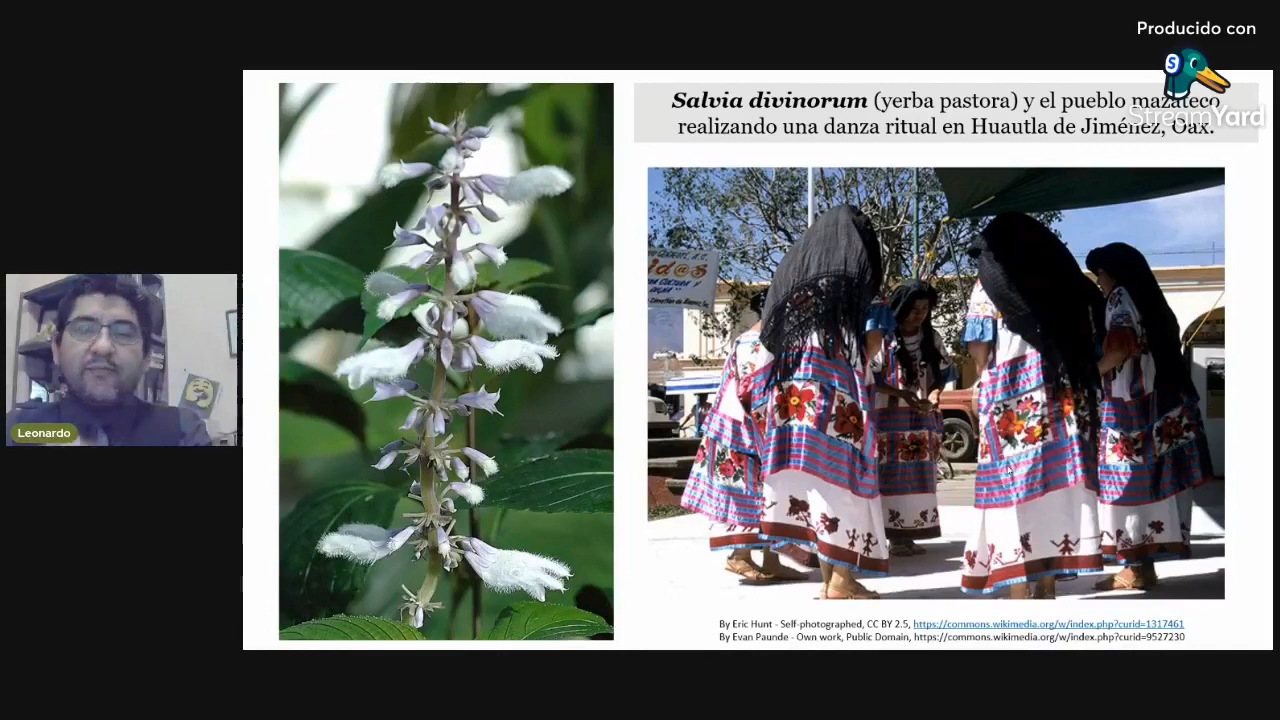 Producido con
StreamYard
Salvia divinorum (yerba pastora) y el pueblo mazateco
realizando una danza ritual en Huautla de Jiménez, Oax.
Leonardo
By Eric Hunt - Self-photographed, CC BY 2.5, https://commons.wikimedia.org/w/index.php?curid=1317461
By Evan Paunde - Own work, Public Domain, https://commons.wikimedia.org/w/index.php?curid=9527230